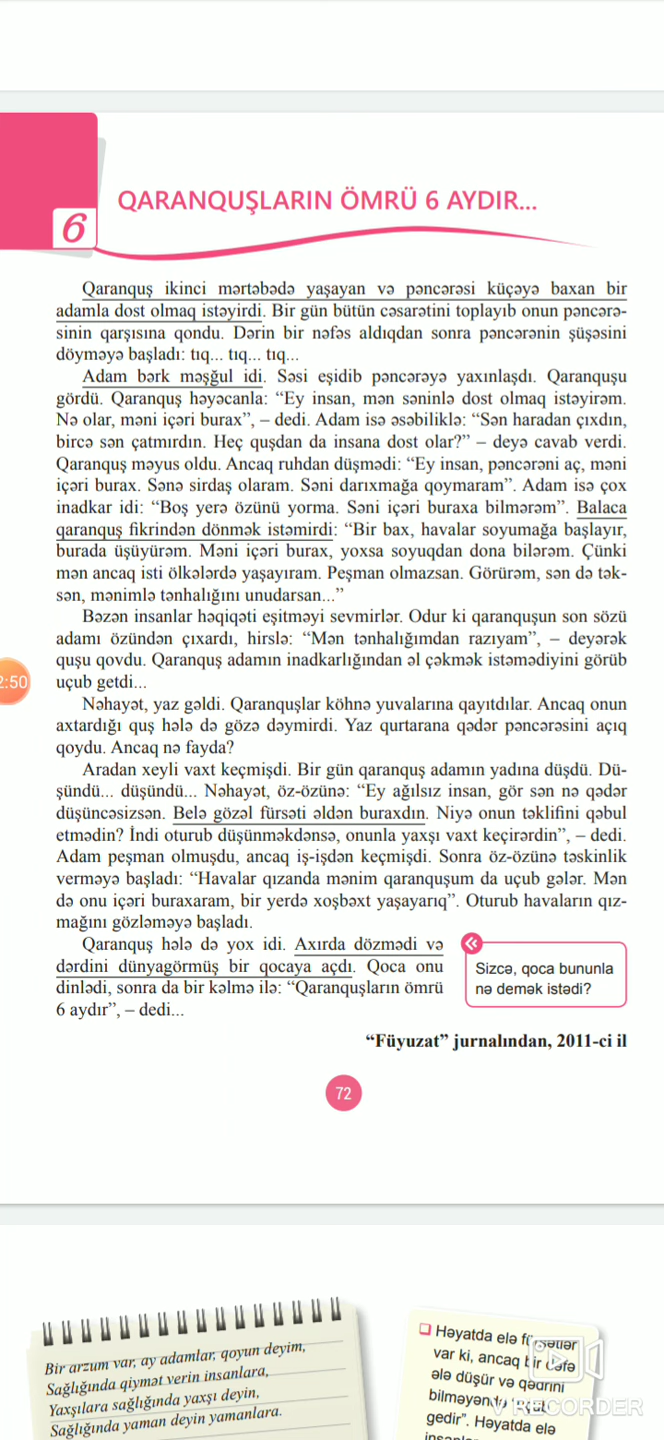 6
QARANQUŞLARIN ÖMRÜ 6 AYDIR...
Qaranquş ikinci mərtəbədə yaşayan və pəncərəsi küçəyə baxan bir
adamla dost olmaq istəyirdi. Bir gün bütün cəsarətini toplayıb onun pəncərə-
sinin qarşısına qondu. Dərin bir nəfəs aldıqdan sonra pəncərənin şüşəsini
döyməyə başladı: tıq... tıq... tıq...
Adam bərk məşğul idi. Səsi eşidib pəncərəyə yaxınlaşdı. Qaranquşu
gördü. Qaranquş həyəcanla: “Ey insan, mən səninlə dost olmaq istəyirəm.
Nə olar, məni içəri burax”, – dedi. Adam isə əsəbiliklə: “Sən haradan çıxdın,
bircə sən çatmırdın. Heç quşdan da insana dost olar?” – deyə cavab verdi.
Qaranquş məyus oldu. Ancaq ruhdan düşmədi: “Ey insan, pəncərəni aç, məni
içəri burax. Sənə sirdaş olaram. Səni darıxmağa qoymaram”. Adam isə çox
inadkar idi: “Boş yerə özünü yorma. Səni içəri buraxa bilmərəm”. Balaca
qaranquş fikrindən dönmək istəmirdi: “Bir bax, havalar soyumağa başlayır,
burada üşüyürəm. Məni içəri burax, yoxsa soyuqdan dona bilərəm. Çünki
mən ancaq isti ölkələrdə yaşayıram. Peşman olmazsan. Görürəm, sən də tək-
sən, mənimlə tənhalığını unudarsan...”
Bəzən insanlar həqiqəti eşitməyi sevmirlər. Odur ki qaranquşun son sözü
adamı özündən çıxardı, hirslə: “Mən tənhalığımdan razıyam”, – deyərək
quşu qovdu. Qaranquş adamın inadkarlığından əl çəkmək istəmədiyini görüb
uçub getdi...
2:50
Nəhayət, yaz gəldi. Qaranquşlar köhnə yuvalarına qayıtdılar. Ancaq onun
axtardığı quş hələ də gözə dəymirdi. Yaz qurtarana qədər pəncərəsini açıq
qoydu. Ancaq nə fayda?
Aradan xeyli vaxt keçmişdi. Bir gün qaranquş adamın yadına düşdü. Dü-
şündü... düşündü... Nəhayət, öz-özünə: “Ey ağılsız insan, gör sən nə qədər
düşüncəsizsən. Belə gözəl fürsəti əldən buraxdın. Niyə onun təklifini qəbul
etmədin? İndi oturub düşünməkdənsə, onunla yaxşı vaxt keçirərdin”, – dedi.
Adam peşman olmuşdu, ancaq iş-işdən keçmişdi. Sonra öz-özünə təskinlik
verməyə başladı: “Havalar qızanda mənim qaranquşum da uçub gələr. Mən
də onu içəri buraxaram, bir yerdə xoşbəxt yaşayarıq”. Oturub havaların qız-
mağını gözləməyə başladı.
Qaranquş hələ də yox idi. Axırda dözmədi və
dərdini dünyagörmüş bir qocaya açdı. Qoca onu
dinlədi, sonra da bir kəlmə ilə: “Qaranquşların ömrü
6 aydır”, – dedi...
Sizcə, qoca bununla
nə demək istədi?
“Füyuzat” jurnalından, 2011-ci il
72
Bir arzum var, ay adamlar, qoyun deyim,
Sağlığında qiymət verin insanlara,
Yaxşılara sağlığında yaxşı deyin,
Sağlığında yaman deyin yamanlara.
Həyatda elə fürsətlər
var ki, ancaq bir dəfə
ələ düşür və qədrini
bilməyəndə
gedir”. Həyatda elə
V RECORDER